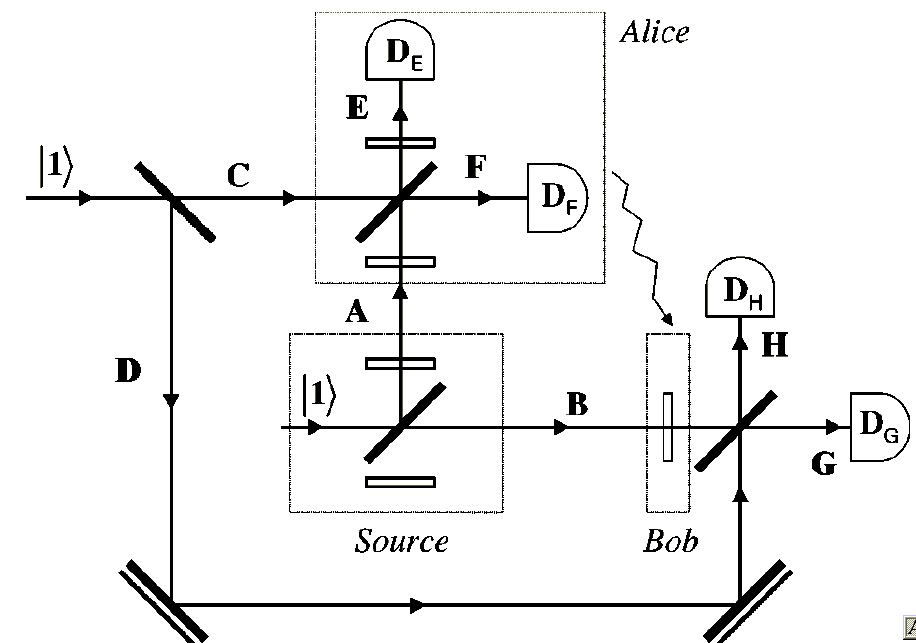 Alice
D_E
E
|1⟩
C
F
D_F
A
D_H
H
D
|1⟩
B
D_G
G
Source
Bob